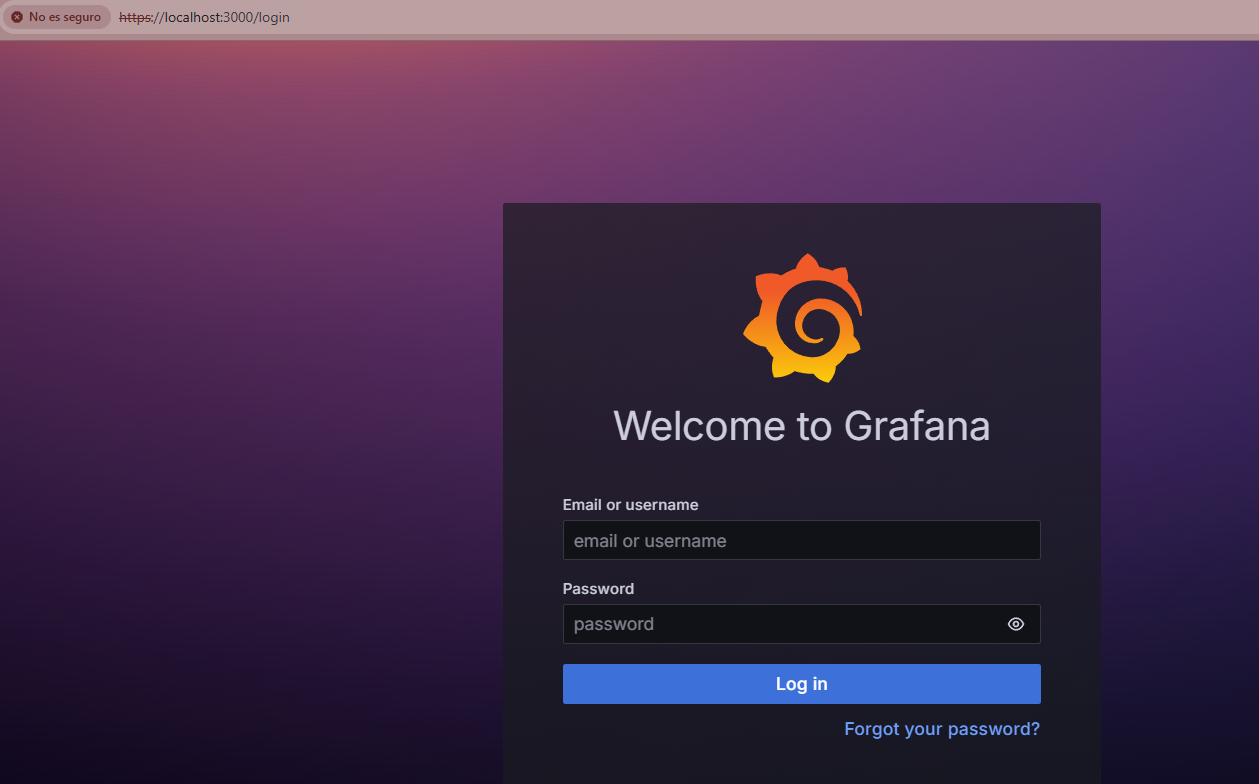 No es seguro https://localhost:3000/login
Welcome to Grafana
Email or username
email or username
Password
password
Log in
Forgot your password?